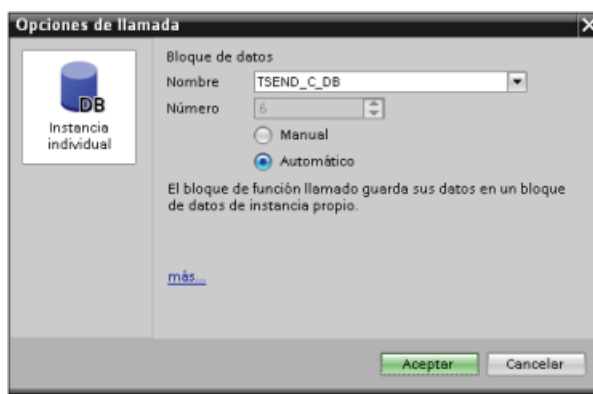 Opciones de llamada
Bloque de datos
Nombre TSEND_C_DB
Número 6
DB
Instancia
individual
Manual
Automático
El bloque de función llamado guarda sus datos en un bloque
de datos de instancia propio.
más...
Aceptar Cancelar